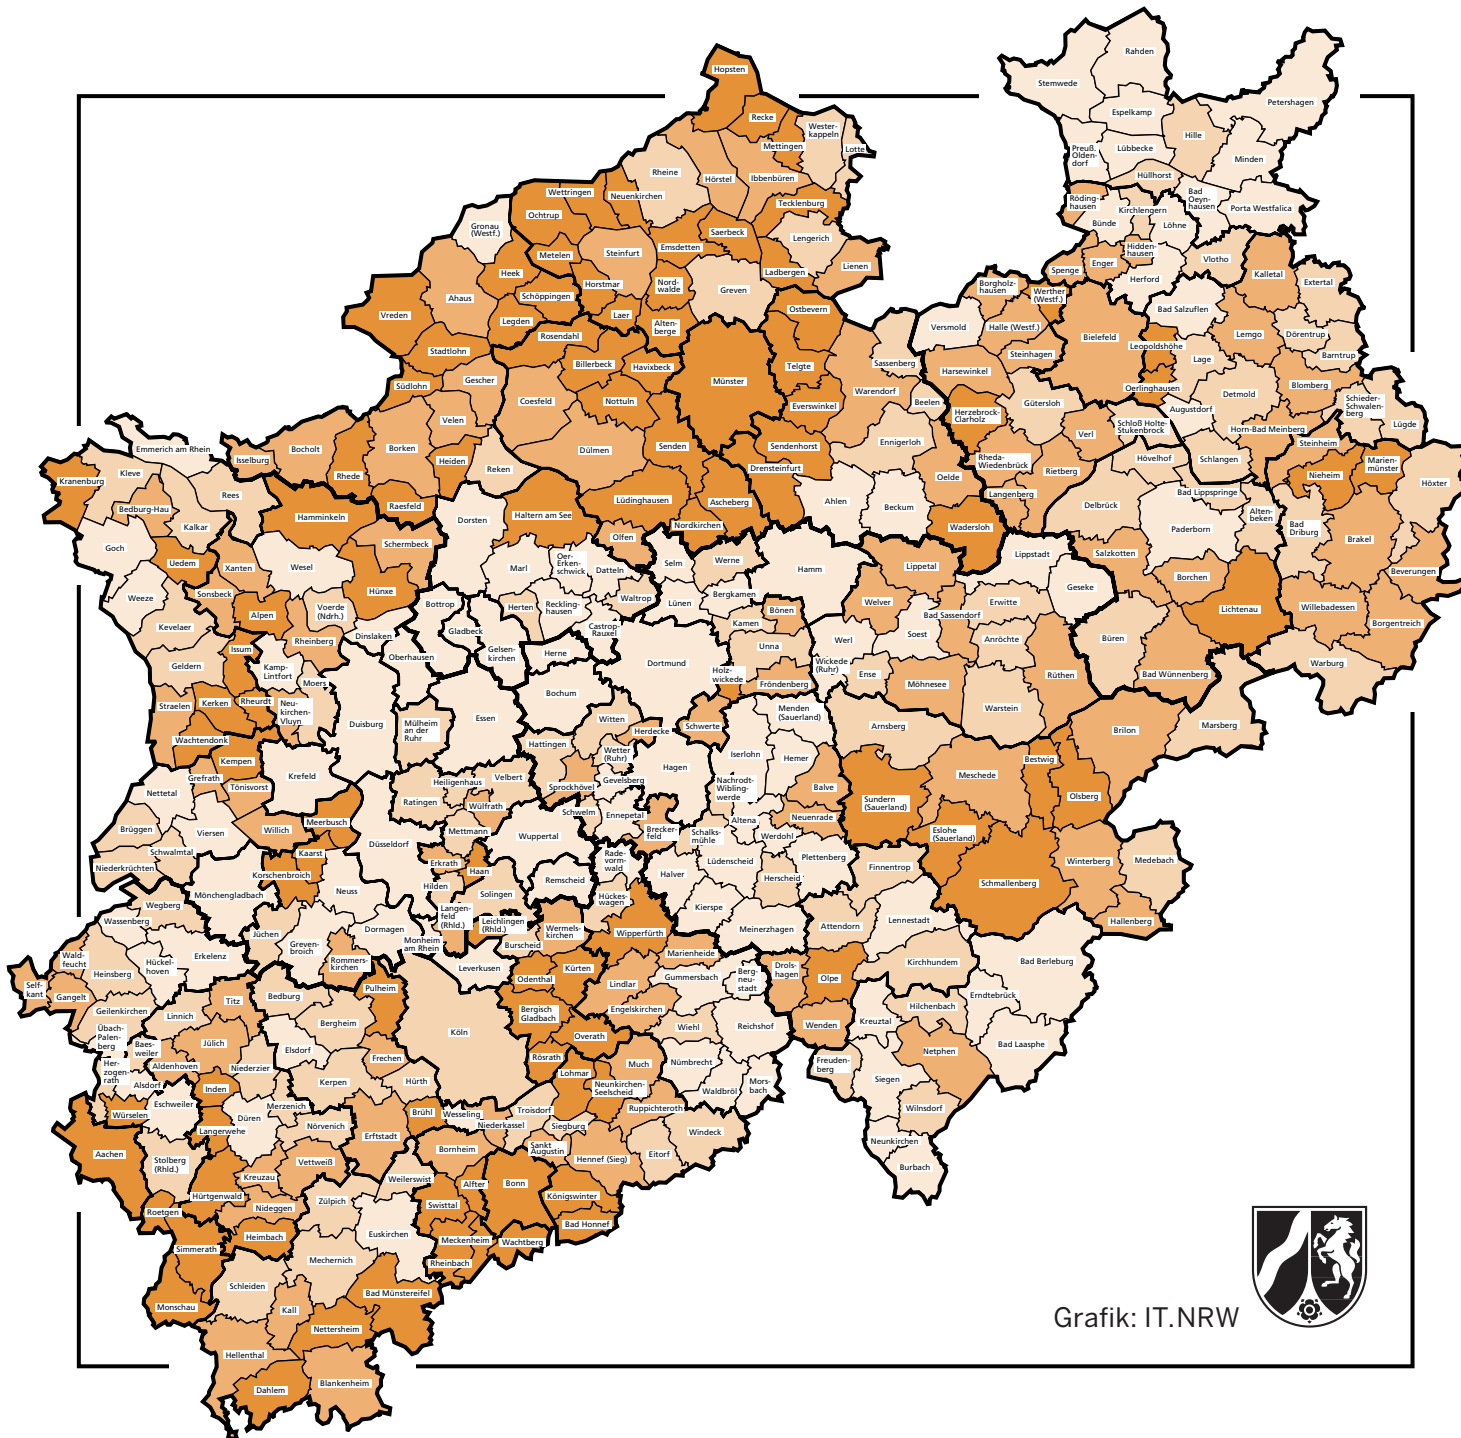 Hopsten
Rahden
Stemwede
Petershagen
Recke
Espelkamp
Wester-
kappeln
Hille
Mettingen
Lotte
Preuß.
Olden-
dorf
Lübbecke
Minden
Rheine
Hörstel
Ibbenbüren
Hüllhorst
Wettringen
Neuenkirchen
Tecklenburg
Röding-
hausen
Bad
Oeyn-
hausen
Ochtrup
Kirchlengern
Porta Westfalica
Gronau
(Westf.)
Saerbeck
Lengerich
Bünde
Löhne
Metelen
Steinfurt
Emsdetten
Hidden-
hausen
Vlotho
Heek
Ladbergen
Lienen
Spenge
Enger
Herford
Kalletal
Extertal
Ahaus
Schöppingen
Horstmar
Nord-
walde
Greven
Borgholz-
hausen
Werther
(Westf.)
Vreden
Legden
Laer
Alten-
berge
Ostbevern
Versmold
Halle (Westf.)
Bad Salzuflen
Bielefeld
Lemgo
Dörentrup
Rosendahl
Leopoldshöhe
Stadtlohn
Billerbeck
Havixbeck
Telgte
Sassenberg
Steinhagen
Lage
Barntrup
Südlohn
Gescher
Münster
Harsewinkel
Oerlinghausen
Blomberg
Coesfeld
Nottuln
Everswinkel
Warendorf
Beelen
Gütersloh
Detmold
Schieder-
Schwalen-
berg
Velen
Herzebrock-
Clarholz
Augustdorf
Lügde
Emmerich am Rhein
Bocholt
Borken
Senden
Sendenhorst
Ennigerloh
Verl
Schloß Holte-
Stukenbrock
Horn-Bad Meinberg
Steinheim
Isselburg
Heiden
Dülmen
Drensteinfurt
Rheda-
Wiedenbrück
Hövelhof
Schlangen
Marien-
münster
Kranenburg
Kleve
Rhede
Reken
Oelde
Rietberg
Nieheim
Höxter
Rees
Raesfeld
Lüdinghausen
Ascheberg
Ahlen
Langenberg
Bad Lippspringe
Bedburg-Hau
Hamminkeln
Dorsten
Haltern am See
Beckum
Delbrück
Alten-
beken
Kalkar
Nordkirchen
Wadersloh
Paderborn
Bad
Driburg
Goch
Schermbeck
Olfen
Brakel
Uedem
Xanten
Wesel
Marl
Oer-
Erken-
schwick
Datteln
Selm
Werne
Hamm
Lippetal
Lippstadt
Salzkotten
Beverungen
Sonsbeck
Hünxe
Geseke
Borchen
Weeze
Waltrop
Bergkamen
Welver
Erwitte
Lichtenau
Willebadessen
Alpen
Voerde
(Ndrh.)
Bottrop
Herten
Reckling-
hausen
Lünen
Bönen
Bad Sassendorf
Kevelaer
Dinslaken
Gladbeck
Castrop-
Rauxel
Kamen
Soest
Borgentreich
Rheinberg
Werl
Anröchte
Büren
Issum
Oberhausen
Gelsen-
kirchen
Herne
Unna
Geldern
Kamp-
Lintfort
Dortmund
Wickede
(Ruhr)
Ense
Warburg
Moers
Holz-
wickede
Fröndenberg
Möhnesee
Rüthen
Bad Wünnenberg
Straelen
Kerken
Rheurdt
Neu-
kirchen-
Vluyn
Bochum
Warstein
Duisburg
Mülheim
an der
Ruhr
Essen
Witten
Herdecke
Schwerte
Menden
(Sauerland)
Arnsberg
Marsberg
Brilon
Wachtendonk
Hattingen
Wetter
(Ruhr)
Iserlohn
Hemer
Bestwig
Kempen
Krefeld
Heiligenhaus
Velbert
Hagen
Meschede
Grefrath
Tönisvorst
Sprockhövel
Gevelsberg
Nachrodt-
Wibling-
werde
Balve
Olsberg
Nettetal
Ratingen
Wülfrath
Schwelm
Ennepetal
Sundern
(Sauerland)
Brüggen
Viersen
Willich
Meerbusch
Mettmann
Wuppertal
Brecker-
feld
Schalks-
mühle
Altena
Neuenrade
Eslohe
(Sauerland)
Schwalmtal
Kaarst
Düsseldorf
Werdohl
Niederkrüchten
Korschenbroich
Erkrath
Haan
Rade-
vorm-
wald
Lüdenscheid
Plettenberg
Finnentrop
Winterberg
Medebach
Mönchengladbach
Neuss
Hilden
Solingen
Remscheid
Halver
Herscheid
Schmallenberg
Wegberg
Langen-
feld
(Rhld.)
Leichlingen
(Rhld.)
Hückes-
wagen
Kierspe
Wassenberg
Jüchen
Dormagen
Wermels-
kirchen
Wipperfürth
Meinerzhagen
Attendorn
Lennestadt
Hallenberg
Greven-
broich
Monheim
am Rhein
Burscheid
Wald-
feucht
Hückel-
hoven
Erkelenz
Rommers-
kirchen
Leverkusen
Marienheide
Drols-
hagen
Kirchhundem
Bad Berleburg
Heinsberg
Odenthal
Kürten
Gummersbach
Berg-
neu-
stadt
Olpe
Self-
kant
Gangelt
Titz
Bedburg
Pulheim
Lindlar
Erndtebrück
Geilenkirchen
Linnich
Bergisch
Gladbach
Engelskirchen
Hilchenbach
Bergheim
Wiehl
Reichshof
Wenden
Kreuztal
Übach-
Palen-
berg
Baes-
weiler
Jülich
Köln
Overath
Bad Laasphe
Elsdorf
Frechen
Rösrath
Much
Nümbrecht
Freuden-
berg
Netphen
Her-
zogen-
rath
Aldenhoven
Niederzier
Lohmar
Siegen
Alsdorf
Inden
Kerpen
Hürth
Neunkirchen-
Seelscheid
Waldbröl
Mors-
bach
Eschweiler
Merzenich
Ruppichteroth
Wilnsdorf
Würselen
Düren
Nörvenich
Brühl
Wesseling
Troisdorf
Langerwehe
Erftstadt
Niederkassel
Siegburg
Windeck
Neunkirchen
Aachen
Stolberg
(Rhld.)
Vettweiß
Bornheim
Sankt
Augustin
Hennef (Sieg)
Eitorf
Burbach
Kreuzau
Weilerswist
Alfter
Bonn
Hürtgenwald
Zülpich
Swisttal
Königswinter
Roetgen
Nideggen
Bad Honnef
Heimbach
Euskirchen
Meckenheim
Wachtberg
Simmerath
Mechernich
Rheinbach
Schleiden
Bad Münstereifel
Monschau
Kall
Nettersheim
Hellenthal
Dahlem
Blankenheim
Grafik: IT.NRW